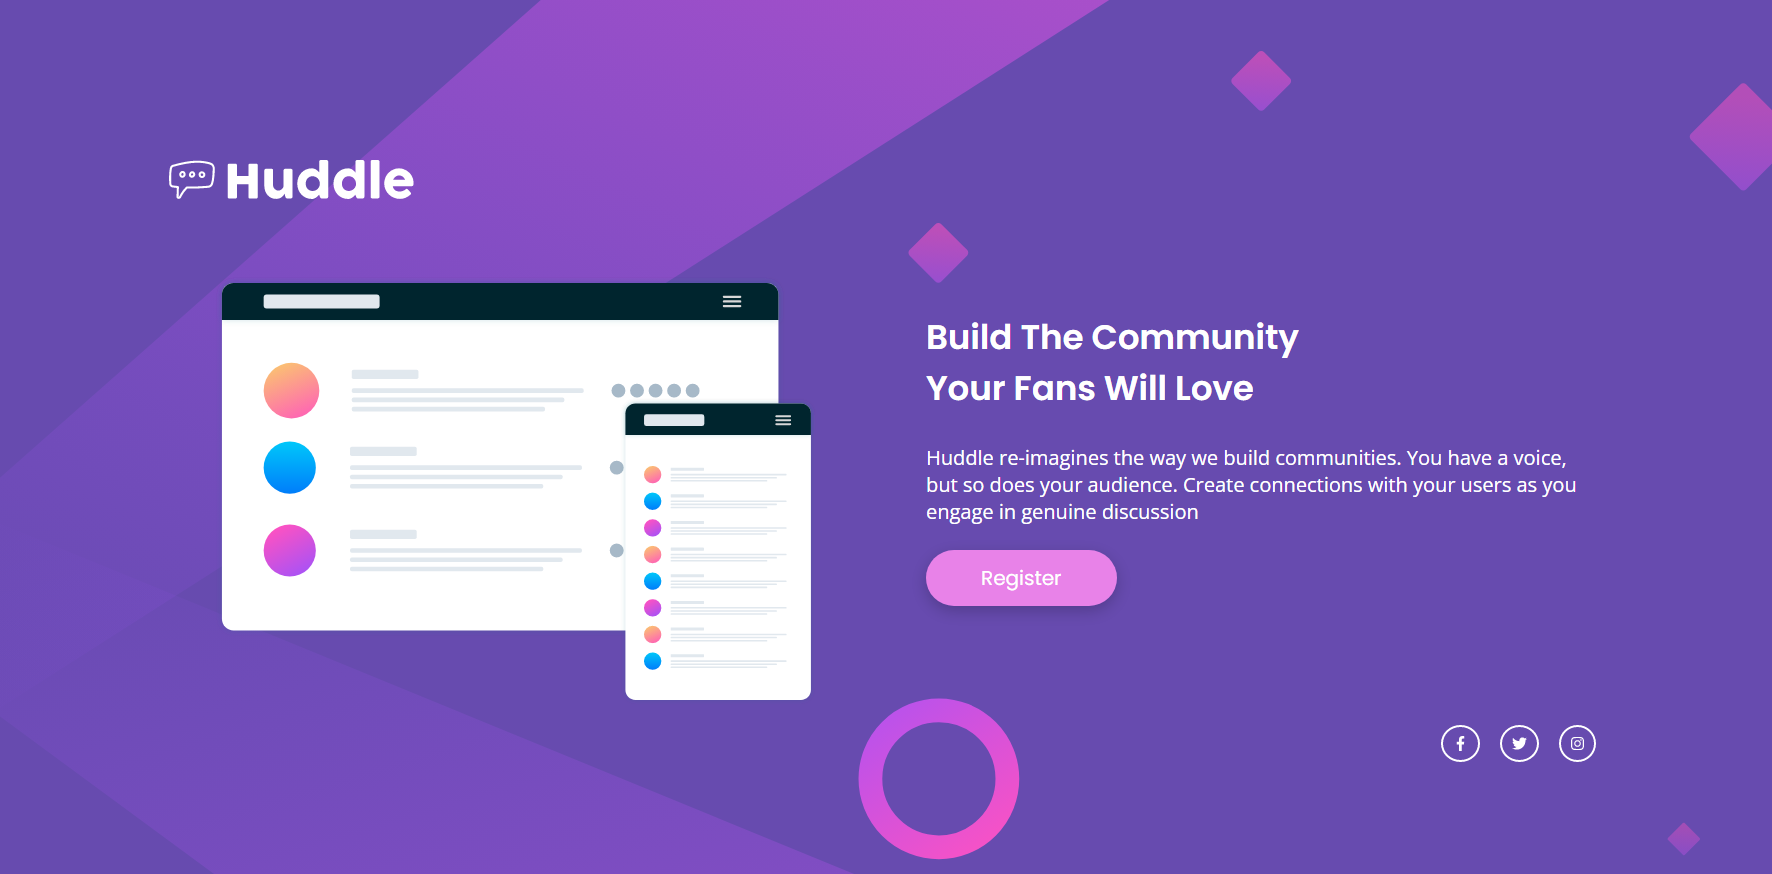 Huddle
Build The Community
Your Fans Will Love
Huddle re-imagines the way we build communities. You have a voice,
but so does your audience. Create connections with your users as you
engage in genuine discussion
Register